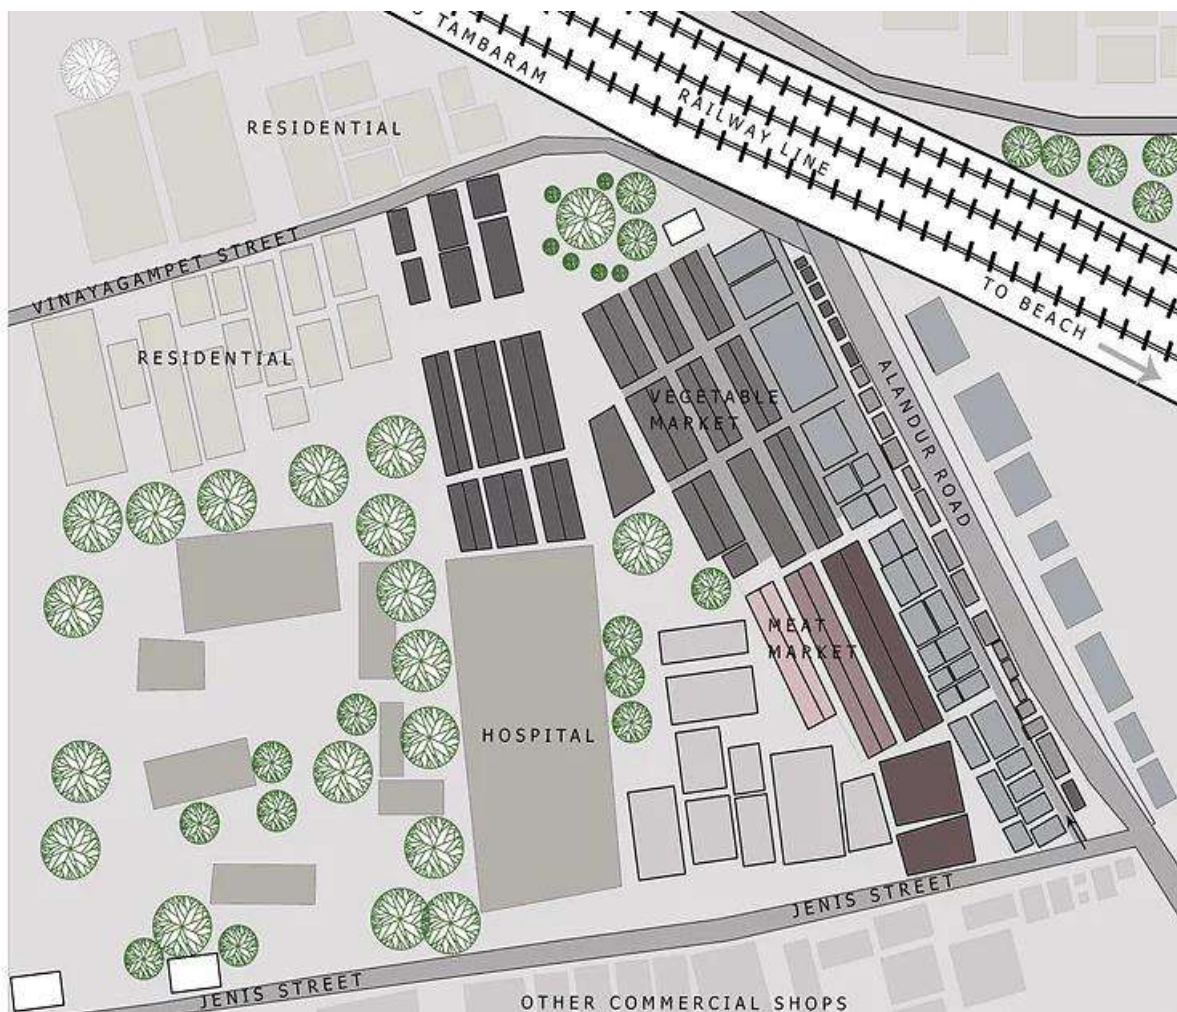 TAMBARAM
RAILWAY LINE
RESIDENTIAL
VINAYAGAMPET STREET
TO BEACH
RESIDENTIAL
ALANDUR ROAD
VEGETABLE
MARKET
MEAT
MARKET
HOSPITAL
JENIS STREET
JENIS STREET
OTHER COMMERCIAL SHOPS